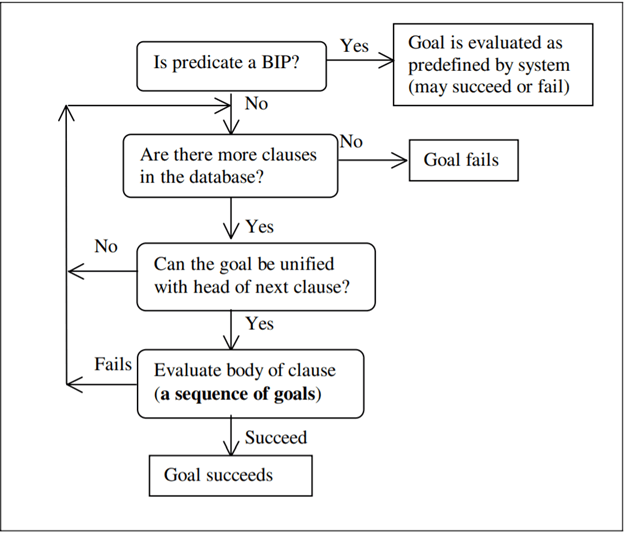 Is predicate a BIP?
Yes
Goal is evaluated as
predefined by system
(may succeed or fail)
No
Are there more clauses
in the database?
No
Goal fails
Yes
No
Can the goal be unified
with head of next clause?
Yes
Fails
Evaluate body of clause
(a sequence of goals)
Succeed
Goal succeeds